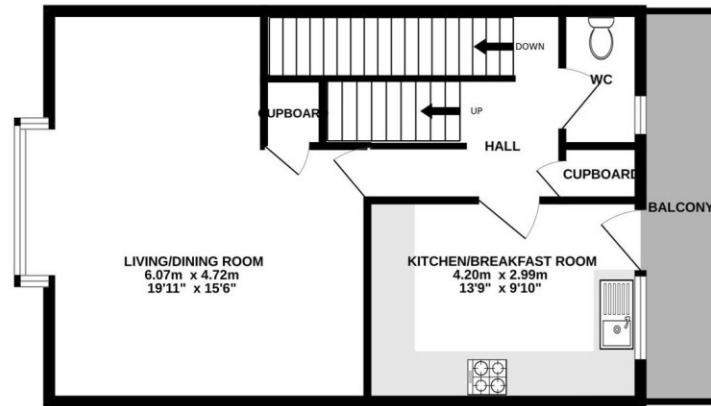 DOWN
WC
CUPBOARD
UP
HALL
CUPBOARD
BALCONY
LIVING/DINING ROOM
6.07m x 4.72m
19'11" x 15'6"
KITCHEN/BREAKFAST ROOM
4.20m x 2.99m
13'9" x 9'10"